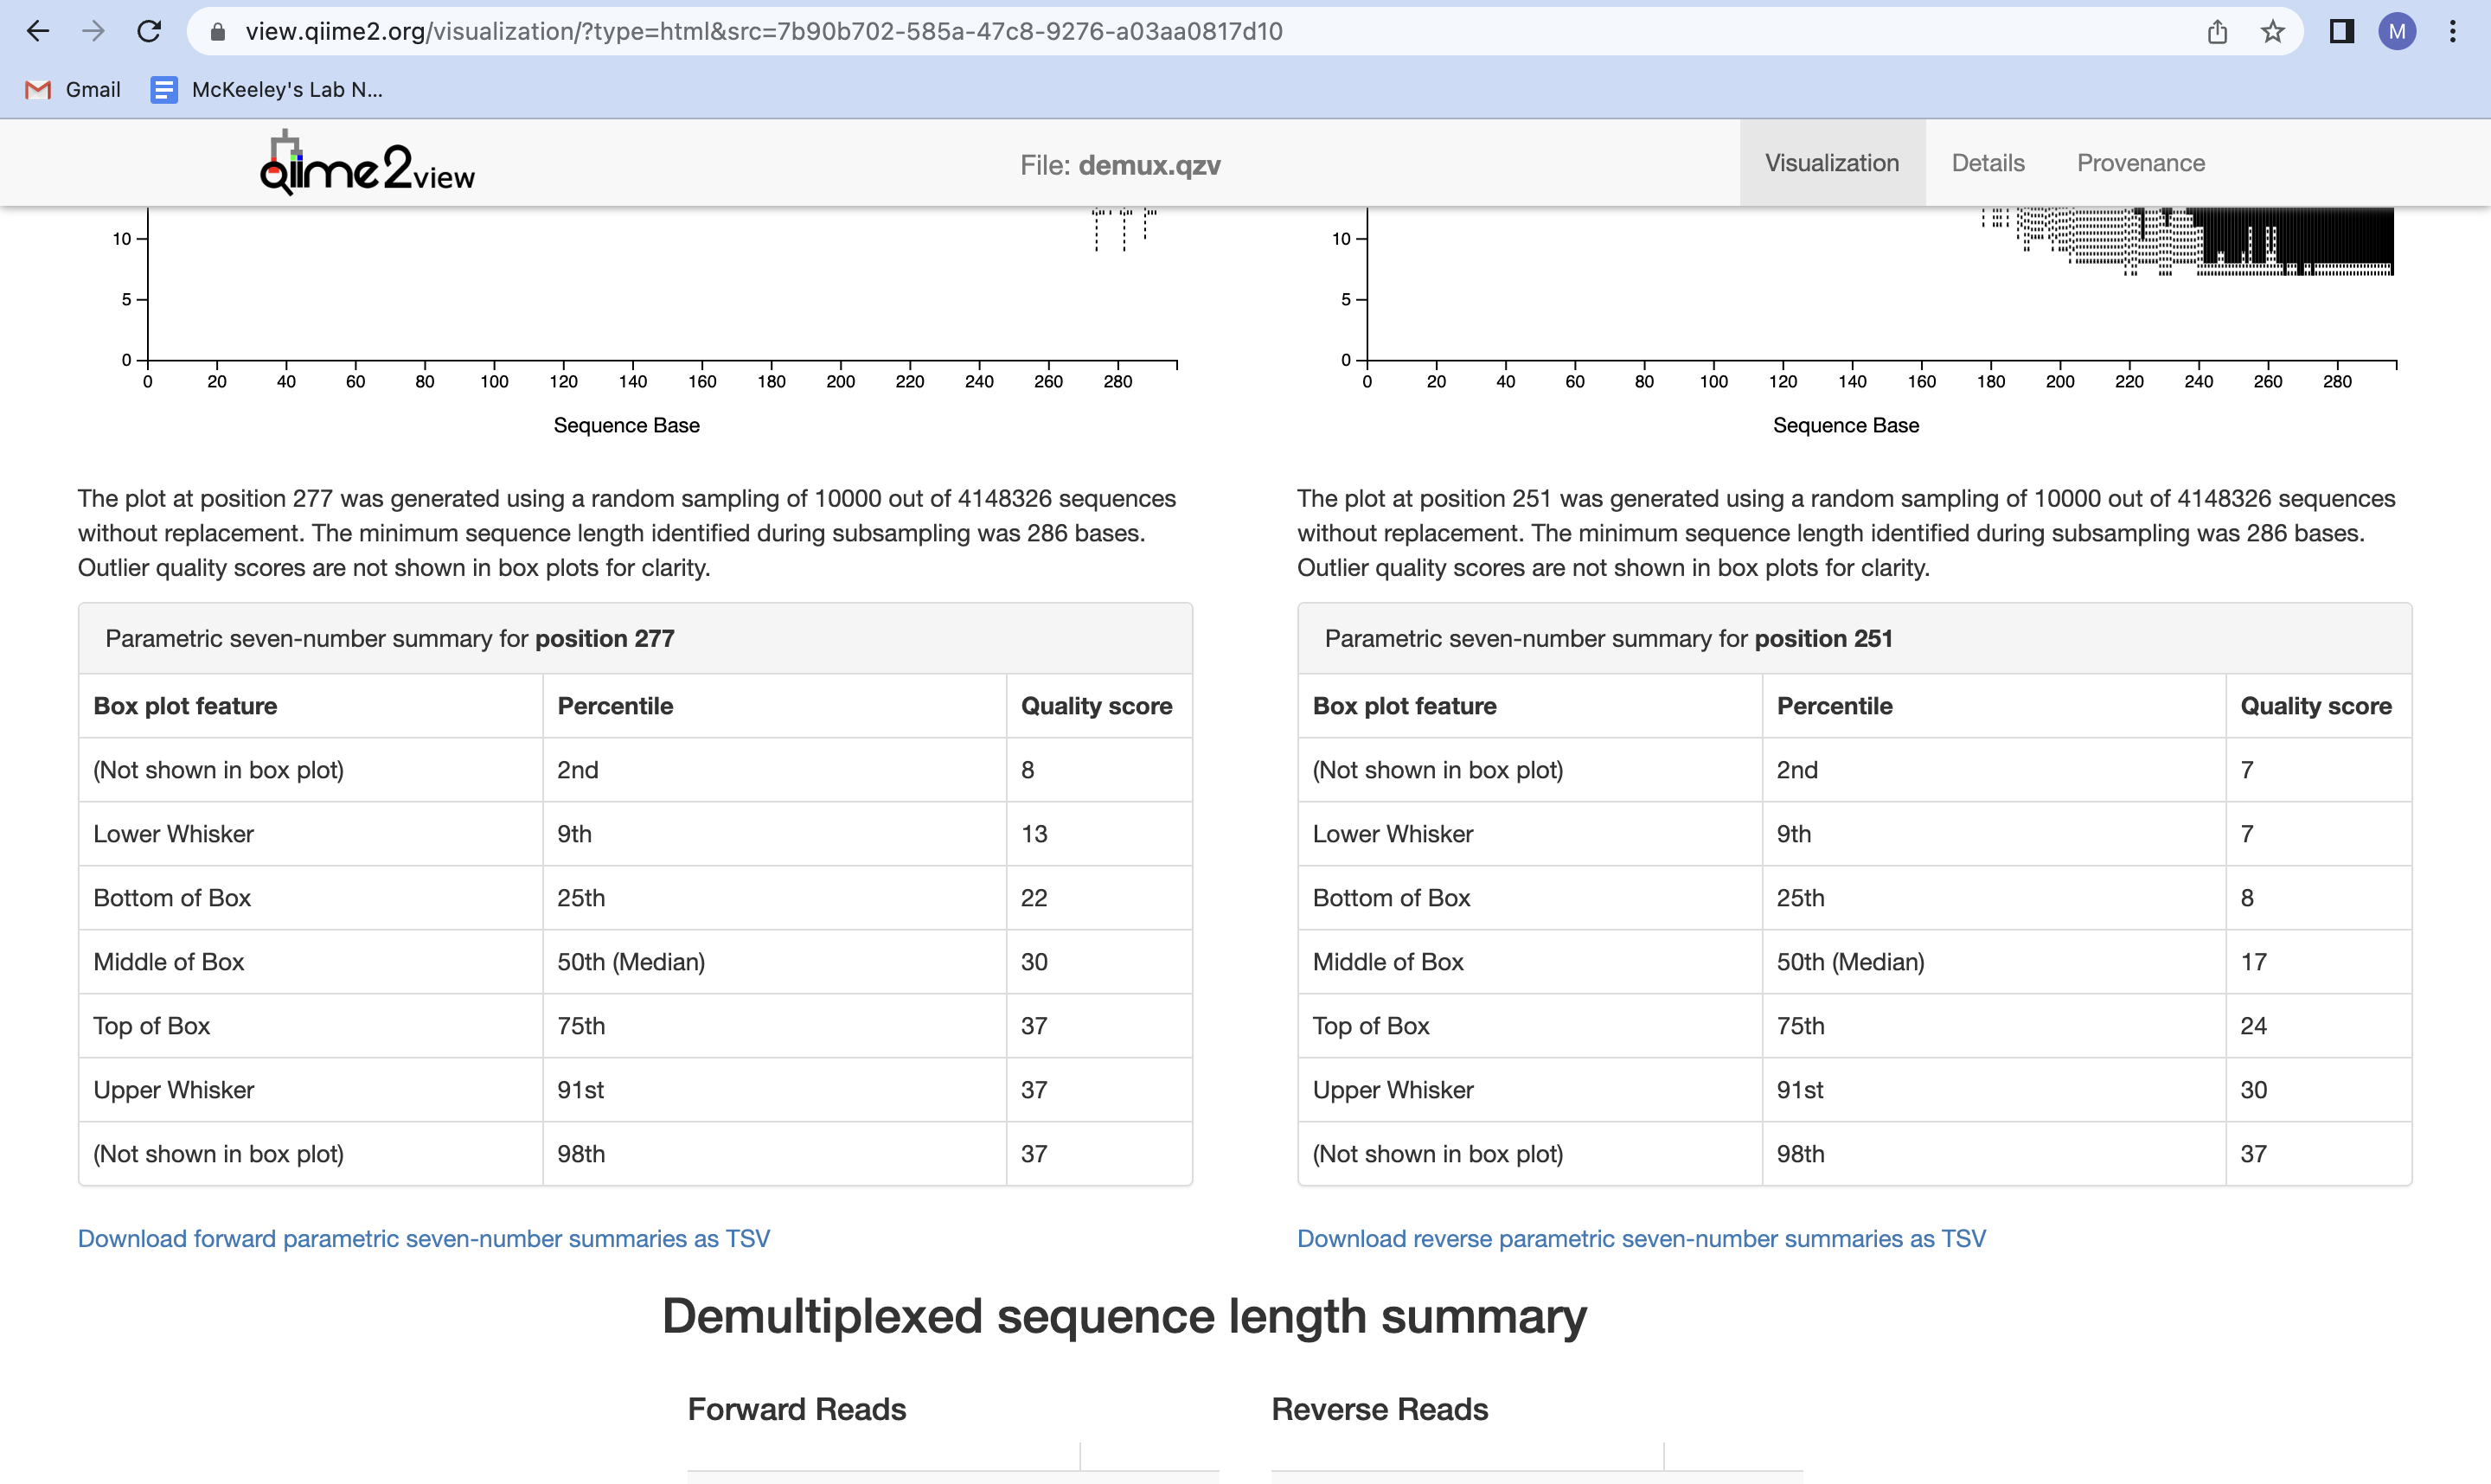 view.qiime2.org/visualization/?type=html&src=7b90b702-585a-47c8-9276-a03aa0817d10
M
Gmail
McKeeley's Lab N...
qiime2view
File: demux.qzv
Visualization
Details
Provenance
10
5
0
0 20 40 60 80 100 120 140 160 180 200 220 240 260 280
Sequence Base
The plot at position 277 was generated using a random sampling of 10000 out of 4148326 sequences
without replacement. The minimum sequence length identified during subsampling was 286 bases.
Outlier quality scores are not shown in box plots for clarity.
Parametric seven-number summary for position 277
Box plot feature Percentile Quality score
(Not shown in box plot) 2nd 8
Lower Whisker 9th 13
Bottom of Box 25th 22
Middle of Box 50th (Median) 30
Top of Box 75th 37
Upper Whisker 91st 37
(Not shown in box plot) 98th 37
Download forward parametric seven-number summaries as TSV
10
5
0
0 20 40 60 80 100 120 140 160 180 200 220 240 260 280
Sequence Base
The plot at position 251 was generated using a random sampling of 10000 out of 4148326 sequences
without replacement. The minimum sequence length identified during subsampling was 286 bases.
Outlier quality scores are not shown in box plots for clarity.
Parametric seven-number summary for position 251
Box plot feature Percentile Quality score
(Not shown in box plot) 2nd 7
Lower Whisker 9th 7
Bottom of Box 25th 8
Middle of Box 50th (Median) 17
Top of Box 75th 24
Upper Whisker 91st 30
(Not shown in box plot) 98th 37
Download reverse parametric seven-number summaries as TSV
Demultiplexed sequence length summary
Forward Reads
Reverse Reads